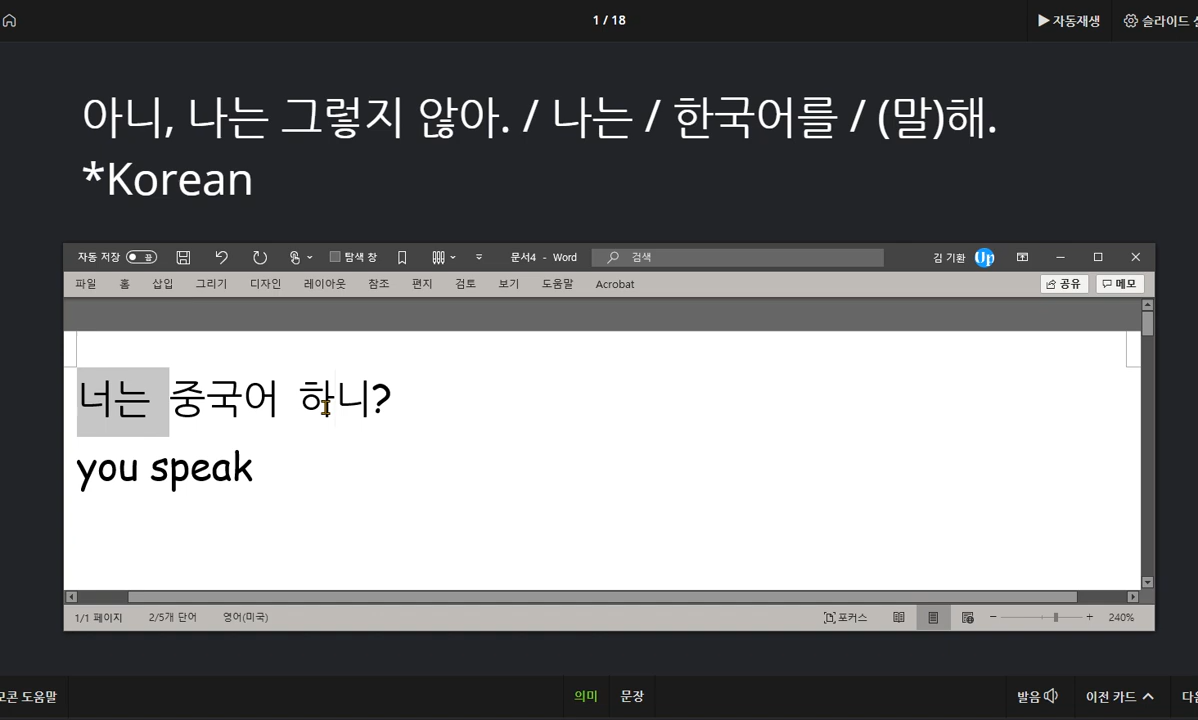 1 / 18
자동재생
슬라이드
아니, 나는 그렇지 않아. / 나는 / 한국어를 / (말)해.
*Korean
자동 저장 끔 탐색 창 문서4 - Word 검색 김 기환 Up
파일 홈 삽입 그리기 디자인 레이아웃 참조 편지 검토 보기 도움말 Acrobat 공유 메모
너는 중국어 하니?
you speak
1/1 페이지 2/5개 단어 영어(미국) 포커스 − + 240%
도움말 의미 문장 발음 이전 카드